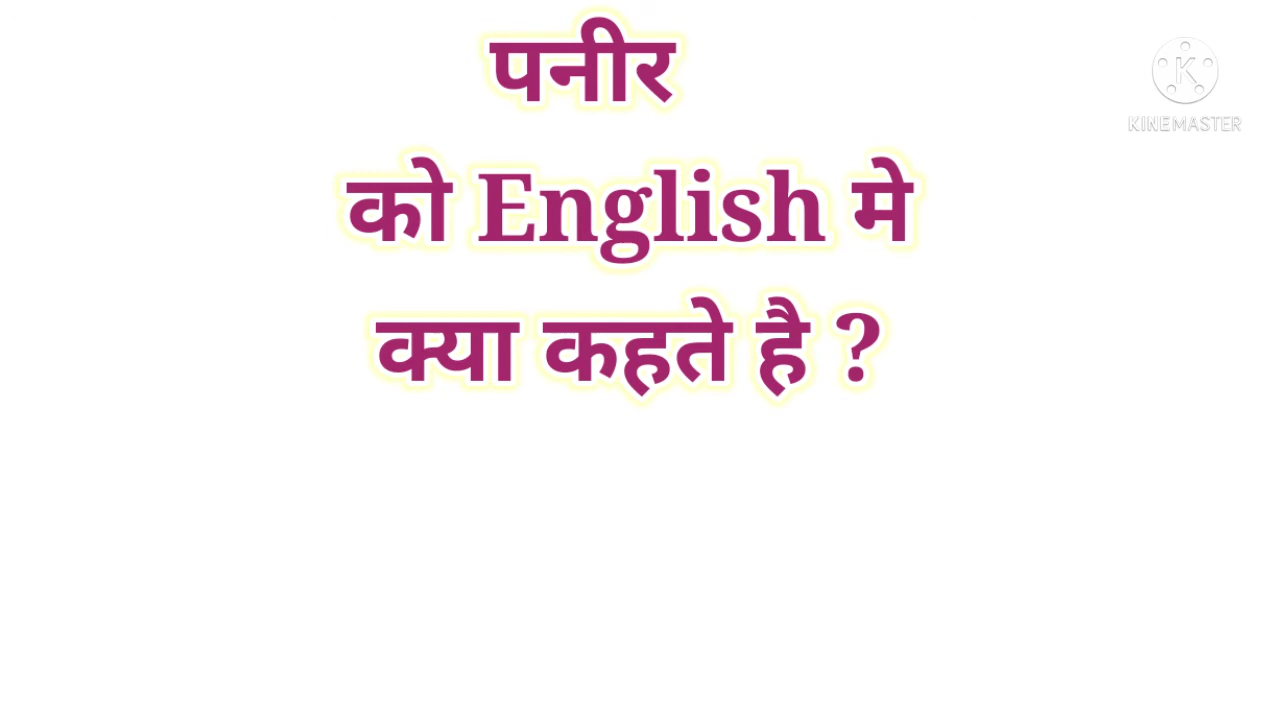 पनीर
को English मे
क्या कहते है ?
KINEMASTER